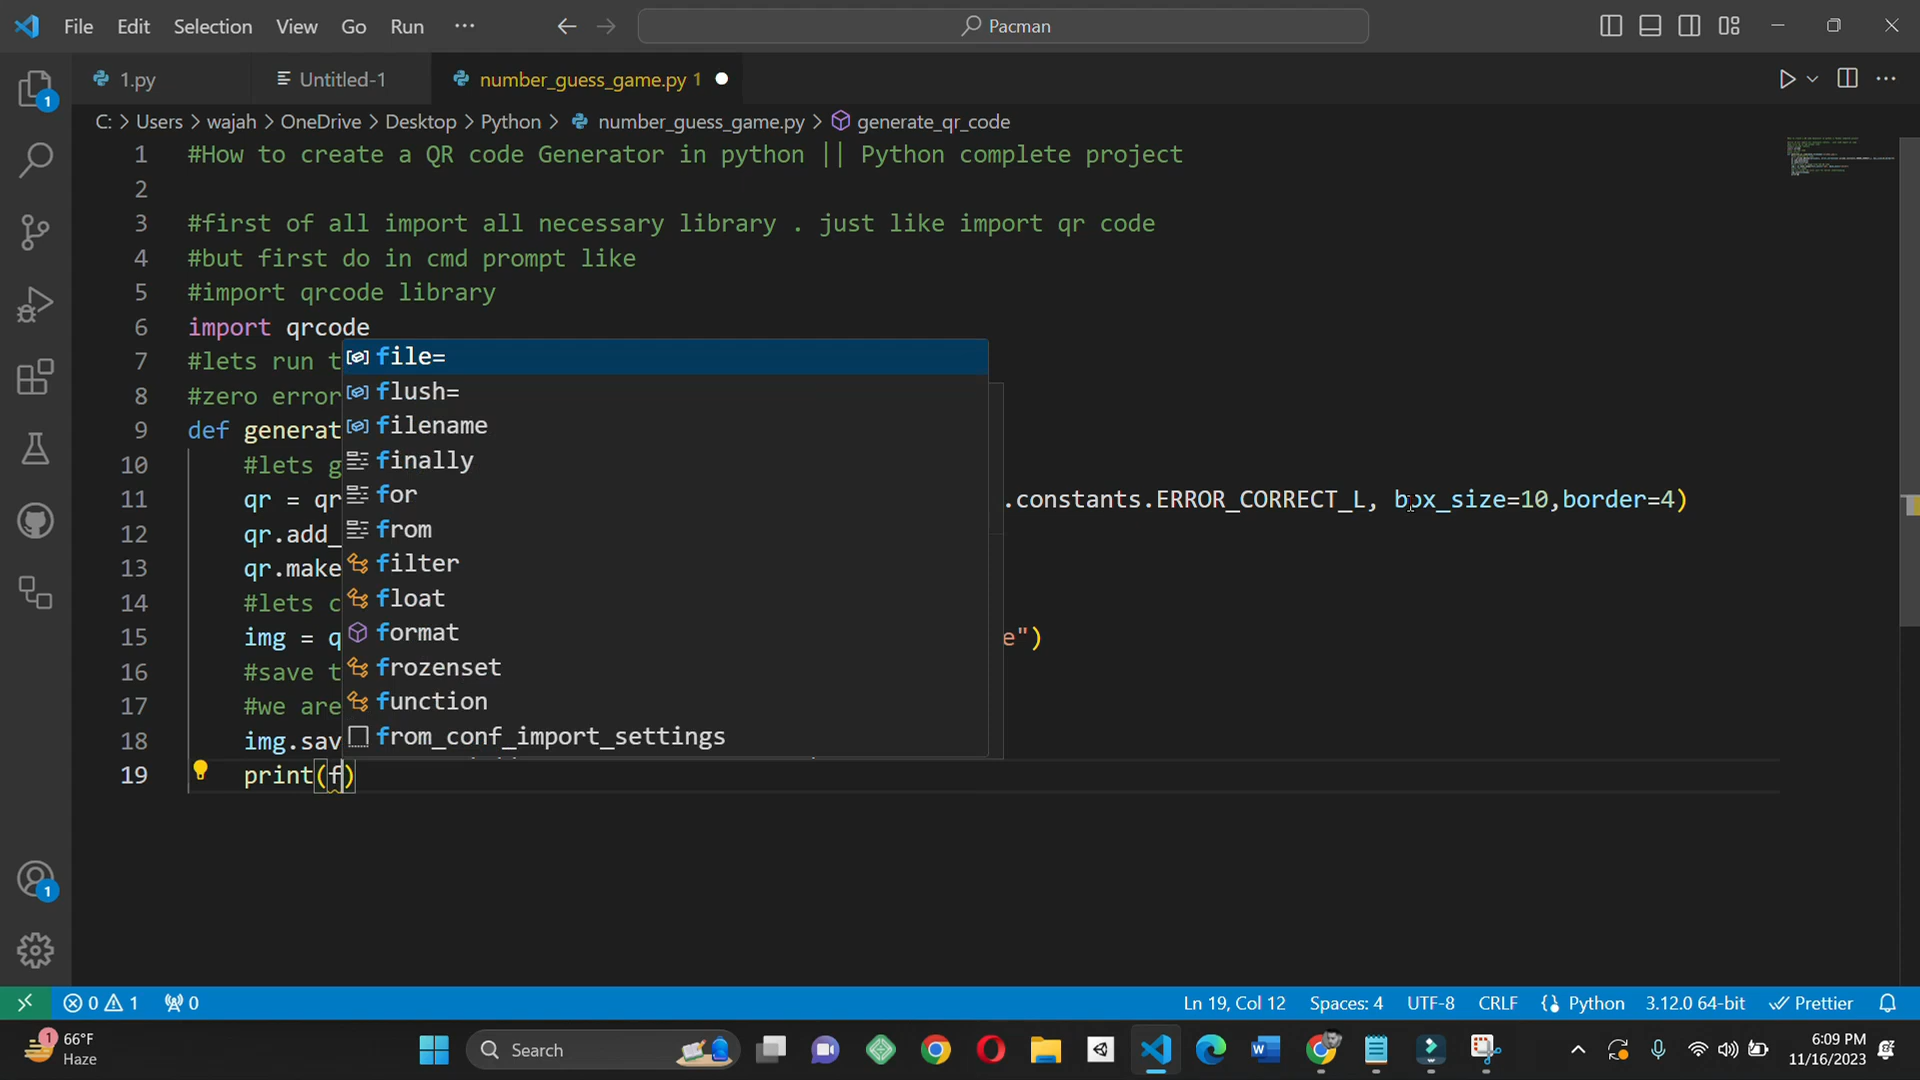 File Edit Selection View Go Run ··· Pacman
1.py Untitled-1 number_guess_game.py 1
C: > Users > wajah > OneDrive > Desktop > Python > number_guess_game.py > generate_qr_code
1 #How to create a QR code Generator in python || Python complete project
2
3 #first of all import all necessary library . just like import qr code
4 #but first do in cmd prompt like
5 #import qrcode library
6 import qrcode
7 #lets run t
file=
8 #zero error
flush=
filename
9 def generat
finally
10 #lets g
for
11 qr = qr .constants.ERROR_CORRECT_L, box_size=10,border=4)
from
12 qr.add_
filter
13 qr.make
float
14 #lets c
format
15 img = q e")
frozenset
16 #save t
function
17 #we are
from_conf_import_settings
18 img.sav
19 print(f)
1
1
0 1 0 Ln 19, Col 12 Spaces: 4 UTF-8 CRLF Python 3.12.0 64-bit Prettier
1 66°F Search 6:09 PM
Haze 11/16/2023